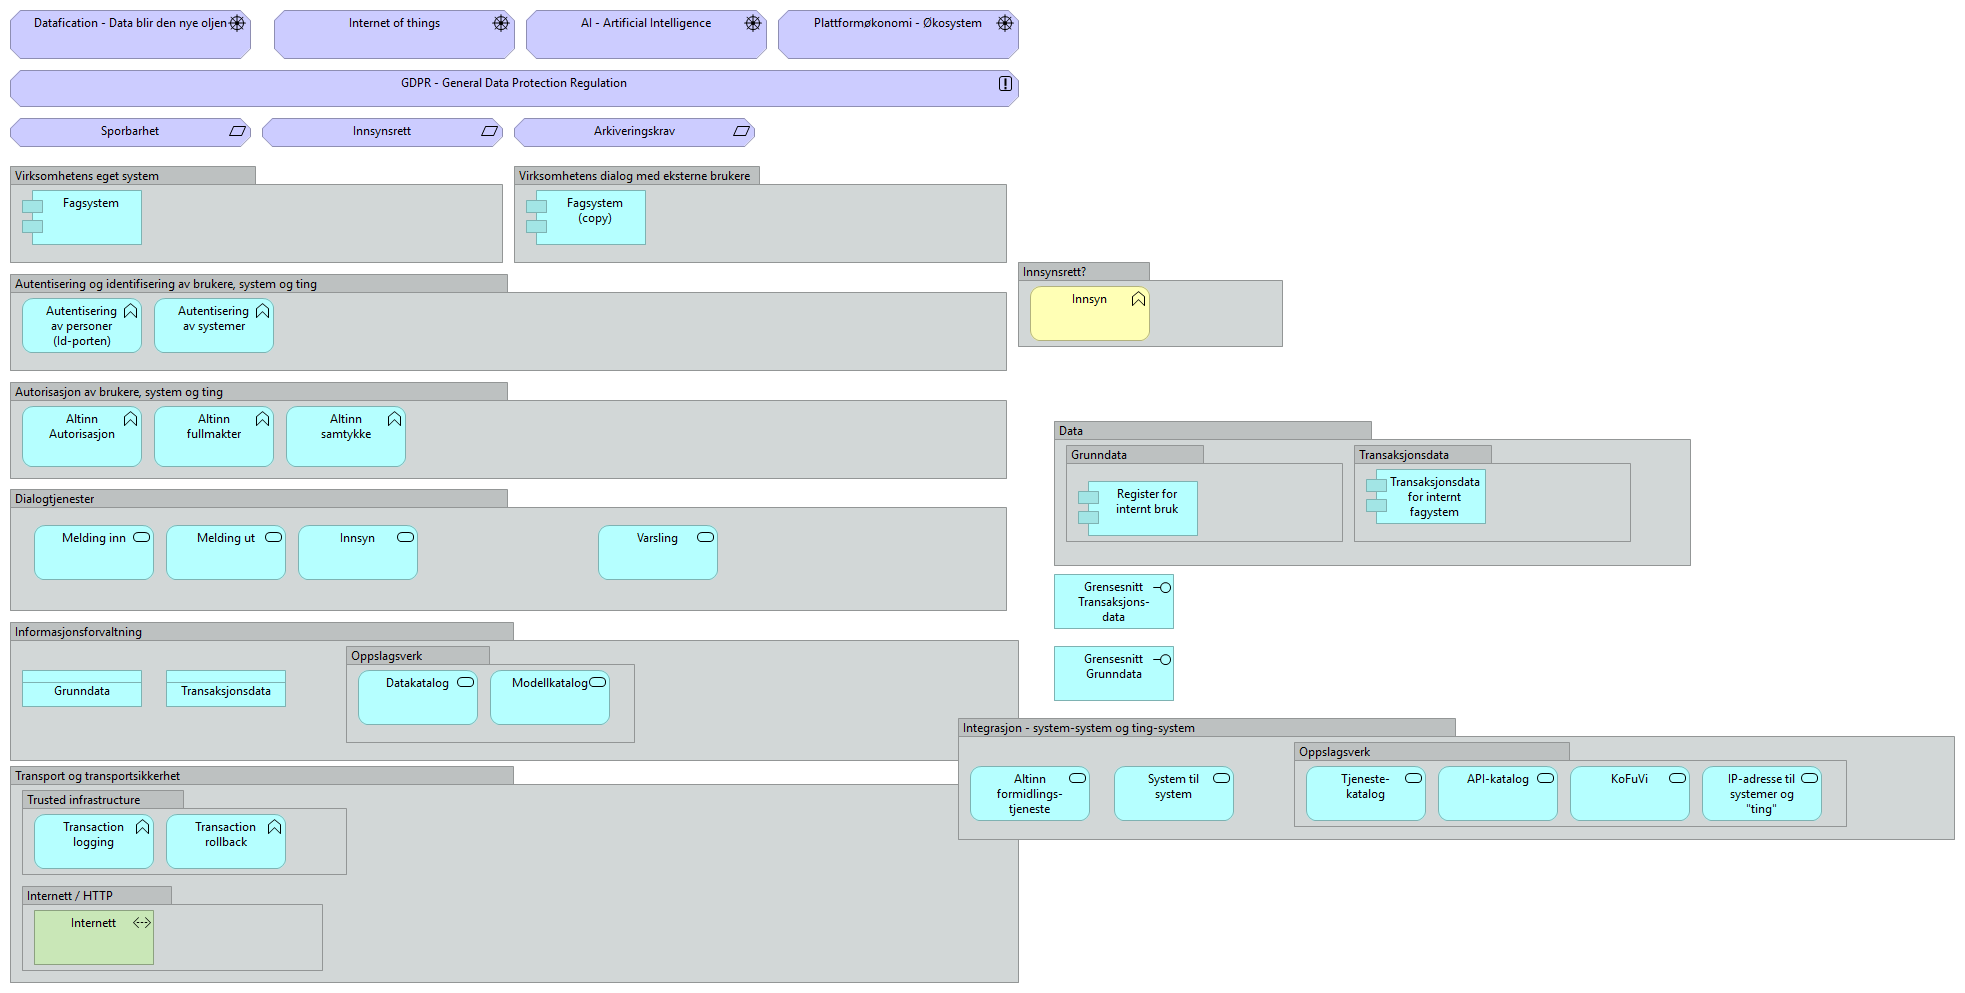 Datafication - Data blir den nye oljen
Internet of things
AI - Artificial Intelligence
Plattformøkonomi - Økosystem
GDPR - General Data Protection Regulation
Sporbarhet
Innsynsrett
Arkiveringskrav
Virksomhetens eget system
Fagsystem
Virksomhetens dialog med eksterne brukere
Fagsystem
(copy)
Autentisering og identifisering av brukere, system og ting
Autentisering
av personer
(Id-porten)
Autentisering
av systemer
Innsynsrett?
Innsyn
Autorisasjon av brukere, system og ting
Altinn
Autorisasjon
Altinn
fullmakter
Altinn
samtykke
Data
Grunndata
Register for
internt bruk
Transaksjonsdata
Transaksjonsdata
for internt
fagystem
Dialogtjenester
Melding inn
Melding ut
Innsyn
Varsling
Grensesnitt
Transaksjons-
data
Grensesnitt
Grunndata
Informasjonsforvaltning
Grunndata
Transaksjonsdata
Oppslagsverk
Datakatalog
Modellkatalog
Integrasjon - system-system og ting-system
Altinn
formidlings-
tjeneste
System til
system
Oppslagsverk
Tjeneste-
katalog
API-katalog
KoFuVi
IP-adresse til
systemer og
"ting"
Transport og transportsikkerhet
Trusted infrastructure
Transaction
logging
Transaction
rollback
Internett / HTTP
Internett